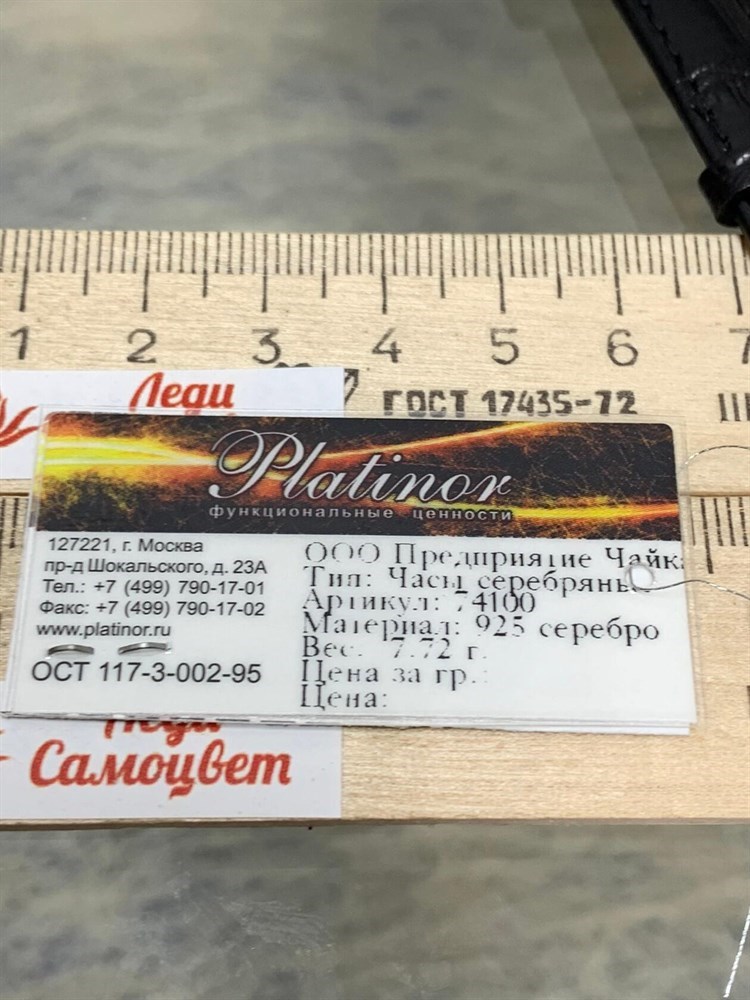 1 2 3 4 5 6 7
Леди
ГОСТ 17435-72
Platinor
функциональные ценности
127221, г. Москва
пр-д Шокальского, д. 23А
Тел.: +7 (499) 790-17-01
Факс: +7 (499) 790-17-02
www.platinor.ru
ОСТ 117-3-002-95
ООО Предприятие Чайка
Тип: Часы серебряны
Артикул: 74100
Материал: 925 серебро
Вес: 7.72 г.
Цена за гр.:
Цена:
Леди
Самоцвет